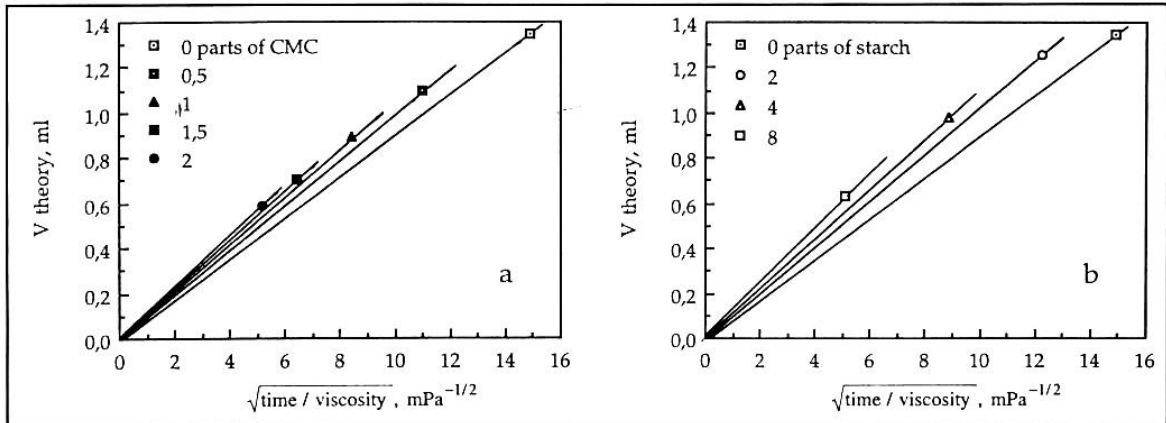 1,4
1,2
1,0
0,8
0,6
0,4
0,2
0,0
V theory, ml
0 parts of CMC
0,5
1
1,5
2
a
0 2 4 6 8 10 12 14 16
√time / viscosity , mPa⁻¹/²
1,4
1,2
1,0
0,8
0,6
0,4
0,2
0,0
V theory, ml
0 parts of starch
2
4
8
b
0 2 4 6 8 10 12 14 16
√time / viscosity , mPa⁻¹/²